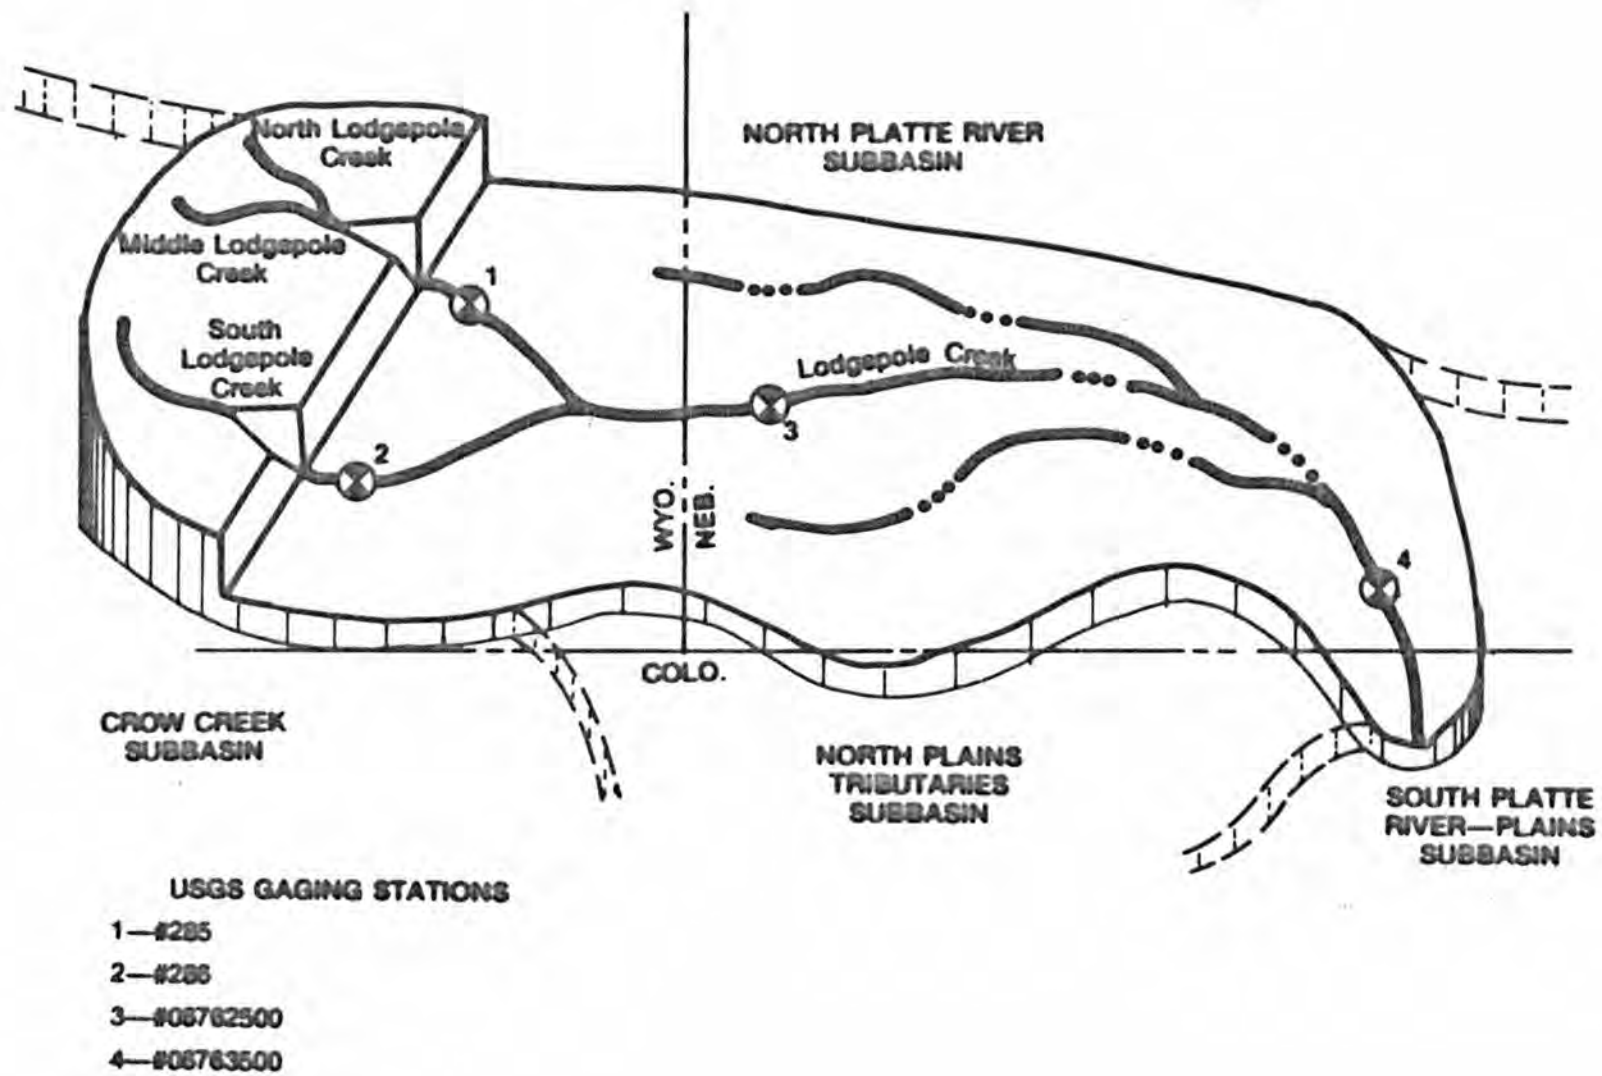 NORTH PLATTE RIVER
SUBBASIN
North Lodgepole
Creek
Middle Lodgepole
Creek
South
Lodgepole
Creek
1
2
Lodgepole Creek
3
WYO.
NEB.
4
COLO.
CROW CREEK
SUBBASIN
NORTH PLAINS
TRIBUTARIES
SUBBASIN
SOUTH PLATTE
RIVER—PLAINS
SUBBASIN
USGS GAGING STATIONS
1—#285
2—#286
3—#06762500
4—#06763500